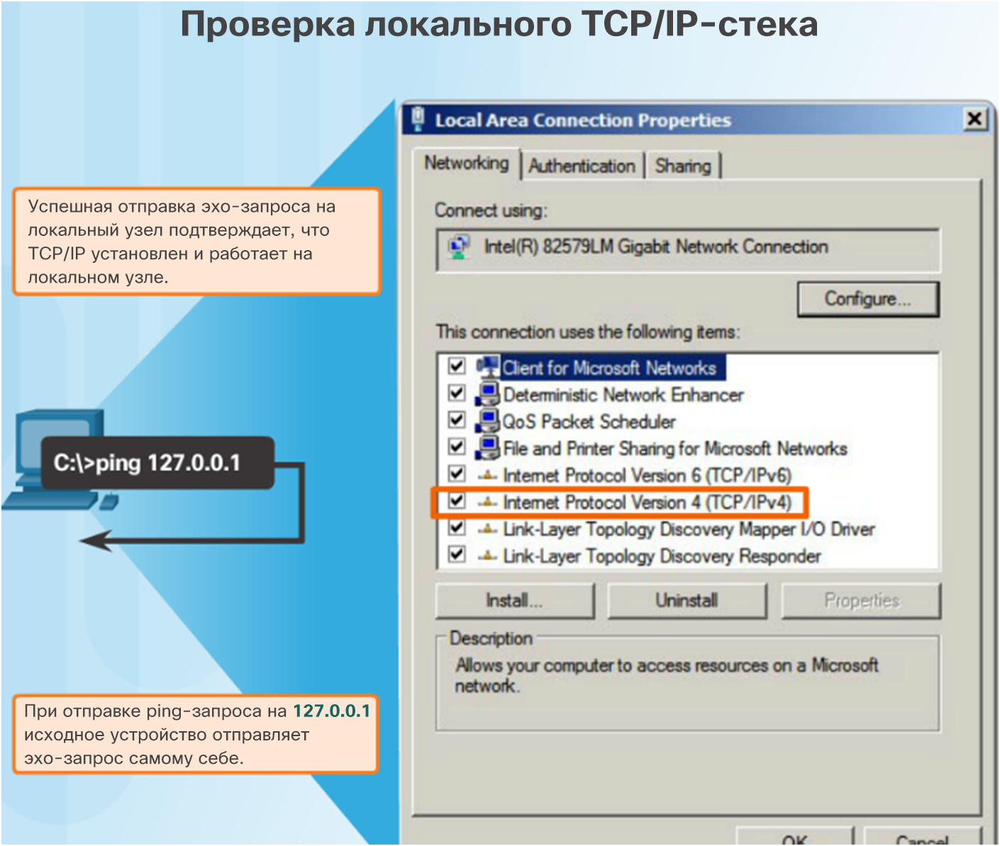 Проверка локального TCP/IP-стека
Local Area Connection Properties
Networking
Authentication
Sharing
Успешная отправка эхо-запроса на
локальный узел подтверждает, что
TCP/IP установлен и работает на
локальном узле.
Connect using:
Intel(R) 82579LM Gigabit Network Connection
Configure...
This connection uses the following items:
Client for Microsoft Networks
Deterministic Network Enhancer
QoS Packet Scheduler
File and Printer Sharing for Microsoft Networks
Internet Protocol Version 6 (TCP/IPv6)
Internet Protocol Version 4 (TCP/IPv4)
Link-Layer Topology Discovery Mapper I/O Driver
Link-Layer Topology Discovery Responder
C:\>ping 127.0.0.1
Install...
Uninstall
Properties
Description
Allows your computer to access resources on a Microsoft
network.
При отправке ping-запроса на 127.0.0.1
исходное устройство отправляет
эхо-запрос самому себе.
OK
Cancel